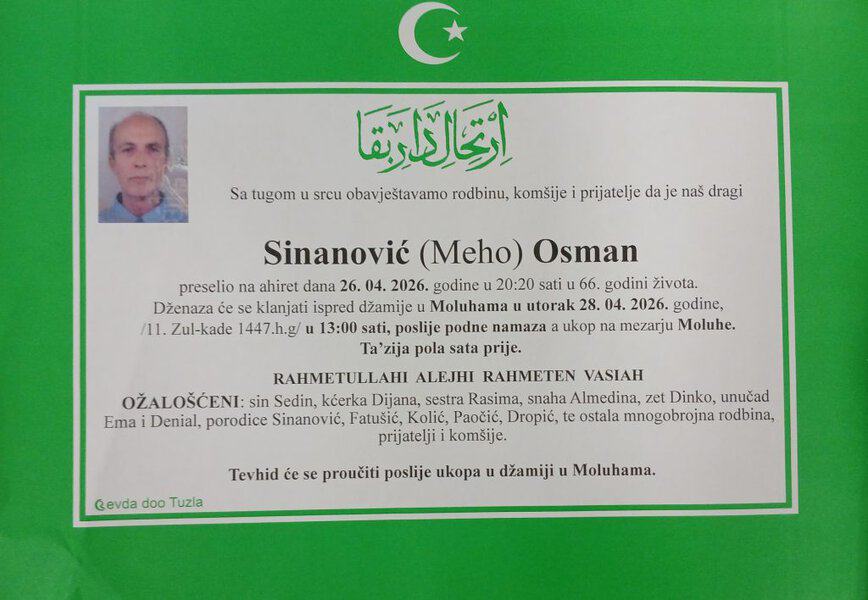 اِرْتِحَالِ دَارِ بَقَا
Sa tugom u srcu obavještavamo rodbinu, komšije i prijatelje da je naš dragi
Sinanović (Meho) Osman
preselio na ahiret dana 26. 04. 2026. godine u 20:20 sati u 66. godini života.
Dženaza će se klanjati ispred džamije u Moluhama u utorak 28. 04. 2026. godine,
/11. Zul-kade 1447.h.g/ u 13:00 sati, poslije podne namaza a ukop na mezarju Moluhe.
Ta'zija pola sata prije.
RAHMETULLAHI ALEJHI RAHMETEN VASIAH
OŽALOŠĆENI: sin Sedin, kćerka Dijana, sestra Rasima, snaha Almedina, zet Dinko, unučad
Ema i Denial, porodice Sinanović, Fatušić, Kolić, Paočić, Dropić, te ostala mnogobrojna rodbina,
prijatelji i komšije.
Tevhid će se proučiti poslije ukopa u džamiji u Moluhama.
Cevda doo Tuzla